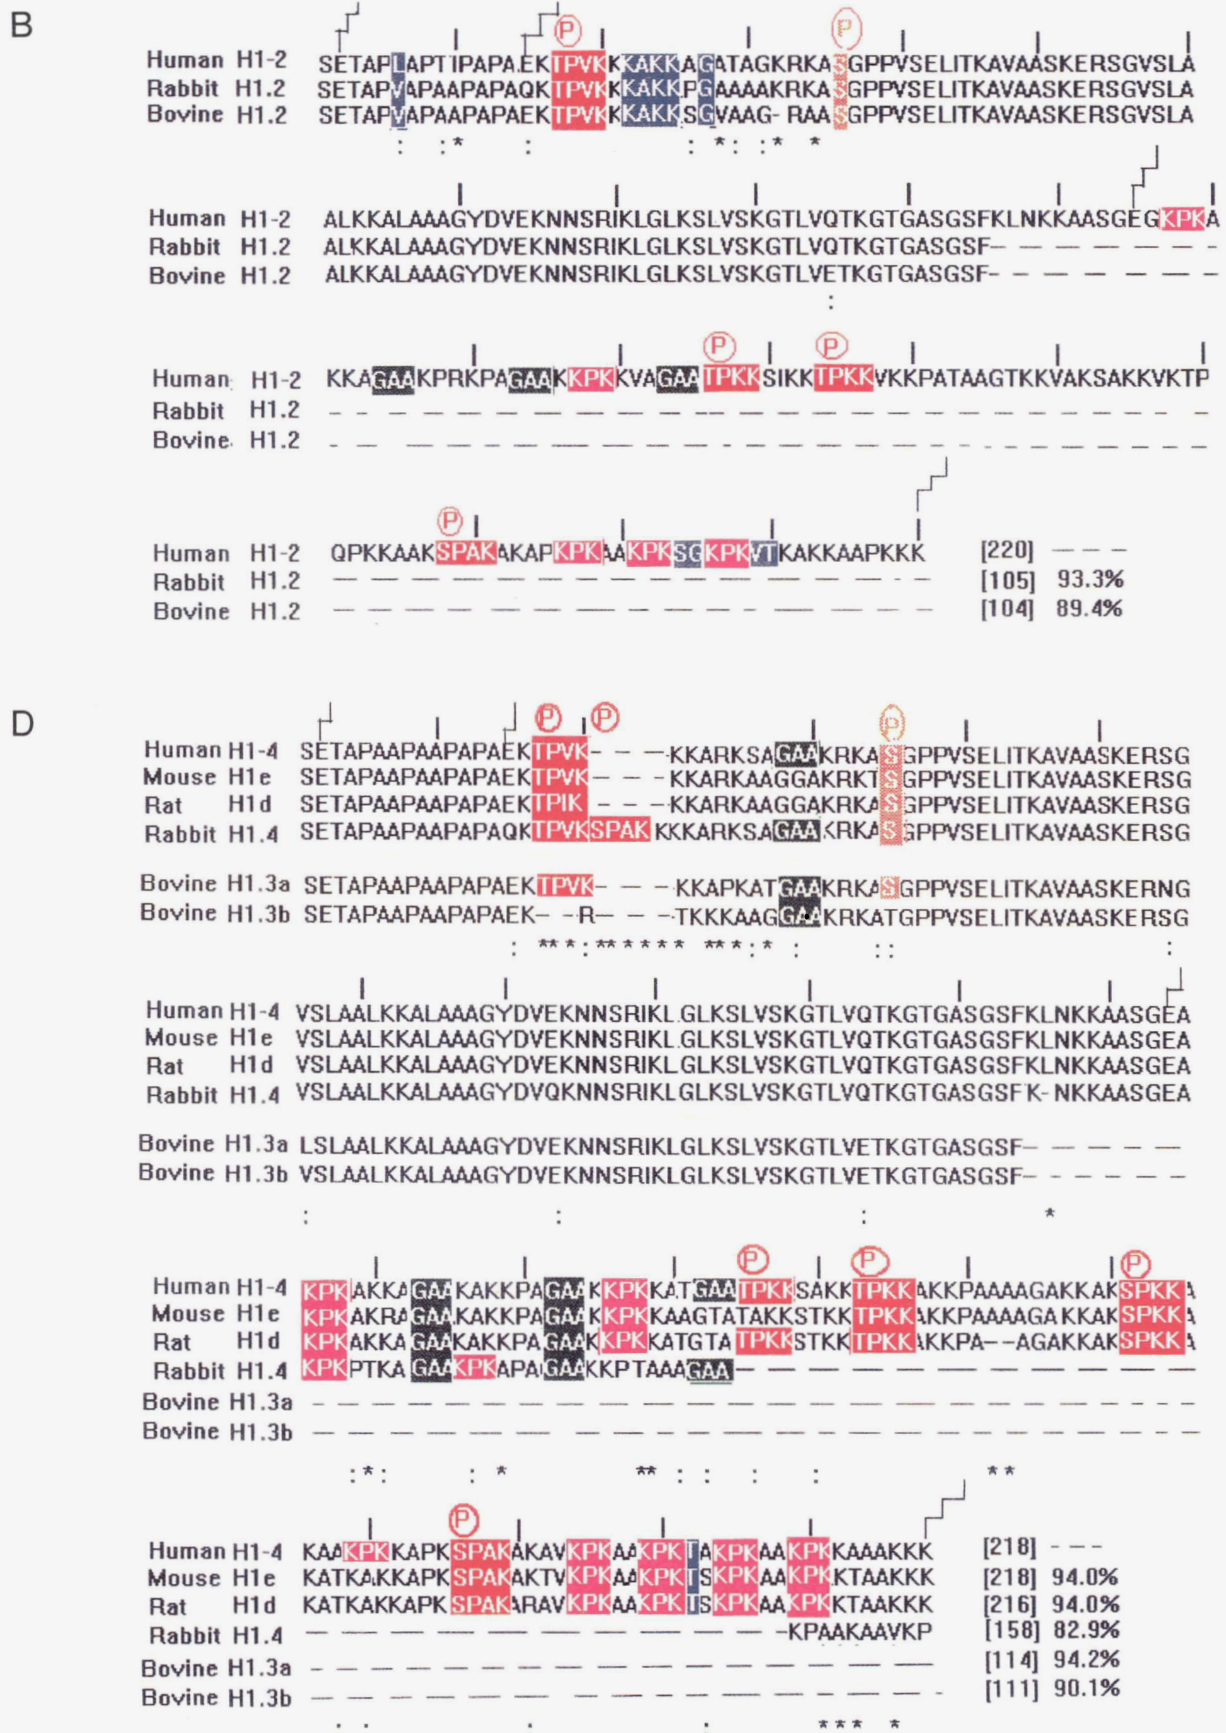 B
P P
Human H1-2 SETAPLAPTIPAPAEKTPVKKKAKKAGATAGKRKASGPPVSELITKAVAASKERSGVSLA
Rabbit H1.2 SETAPVAPAAPAPAQKTPVKKKAKKPGAAAAKRKASGPPVSELITKAVAASKERSGVSLA
Bovine H1.2 SETAPVAPAAPAPAEKTPVKKKAKKSGVAAG- RAASGPPVSELITKAVAASKERSGVSLA
: : * : : * : : * *
Human H1-2 ALKKALAAAGYDVEKNNSRIKLGLKSLVSKGTLVQTKGTGASGSFKLNKKAASGEGKPKA
Rabbit H1.2 ALKKALAAAGYDVEKNNSRIKLGLKSLVSKGTLVQTKGTGASGSF- - - - - - - -
Bovine H1.2 ALKKALAAAGYDVEKNNSRIKLGLKSLVSKGTLVETKGTGASGSF- - - - - - - -
:
P P
Human H1-2 KKAGAAKPRKPAGAAKKPKKVAGAATPKKSIKKTPKKVKKPATAAGTKKVAKSAKKVKTP
Rabbit H1.2
Bovine H1.2
P
Human H1-2 QPKKAAKSPAKAKAPKPKAAKPKSGKPKVTKAKKAAPKKK [220] - - -
Rabbit H1.2 [105] 93.3%
Bovine H1.2 [104] 89.4%
D
P P P
Human H1-4 SETAPAAPAAPAPAEKTPVK- - - -KKARKSAGAAKRKASGPPVSELITKAVAASKERSG
Mouse H1e SETAPAAPAAPAPAEKTPVK- - - -KKARKAAGGAKRKTSGPPVSELITKAVAASKERSG
Rat H1d SETAPAAPAAPAPAEKTPIK - - - -KKARKAAGGAKRKASGPPVSELITKAVAASKERSG
Rabbit H1.4 SETAPAAPAAPAPAQKTPVKSPAKKKKARKSAGAAKRKASGPPVSELITKAVAASKERSG
Bovine H1.3a SETAPAAPAAPAPAEKTPVK- - - -KKAPKATGAAKRKASGPPVSELITKAVAASKERNG
Bovine H1.3b SETAPAAPAAPAPAEK- -R- - - -TKKKAAGGAAKRKATGPPVSELITKAVAASKERSG
: ** * : ** * * * * ** * : * : : : :
Human H1-4 VSLAALKKALAAAGYDVEKNNSRIKLGLKSLVSKGTLVQTKGTGASGSFKLNKKAASGEA
Mouse H1e VSLAALKKALAAAGYDVEKNNSRIKLGLKSLVSKGTLVQTKGTGASGSFKLNKKAASGEA
Rat H1d VSLAALKKALAAAGYDVEKNNSRIKLGLKSLVSKGTLVQTKGTGASGSFKLNKKAASGEA
Rabbit H1.4 VSLAALKKALAAAGYDVQKNNSRIKLGLKSLVSKGTLVQTKGTGASGSFK- NKKAASGEA
Bovine H1.3a LSLAALKKALAAAGYDVEKNNSRIKLGLKSLVSKGTLVETKGTGASGSF- - - - - -
Bovine H1.3b VSLAALKKALAAAGYDVEKNNSRIKLGLKSLVSKGTLVETKGTGASGSF- - - - - -
: : : *
P P P
Human H1-4 KPKAKKAGAAKAKKPAGAAKKPKKATGAATPKKSAKKTPKKAKKPAAAAGAKKAKSPKKA
Mouse H1e KPKAKRAGAAKAKKPAGAAKKPKKAAGTATAKKSTKKTPKKAKKPAAAAGAKKAKSPKKA
Rat H1d KPKAKKAGAAKAKKPAGAAKKPKKATGTATPKKSTKKTPKKAKKPA--AGAKKAKSPKKA
Rabbit H1.4 KPKPTKAGAAKPKAPAGAAKKPTAAAGAA
Bovine H1.3a
Bovine H1.3b
: * : : * ** : : : : **
P
Human H1-4 KAAKPKKAPKSPAKAKAVKPKAAKPKTAKPKAAKPKKAAAKKK [218] - - -
Mouse H1e KATKAKKAPKSPAKAKTVKPKAAKPKTSKPKAAKPKKTAAKKK [218] 94.0%
Rat H1d KATKAKKAPKSPAKARAVKPKAAKPKTSKPKAAKPKKTAAKKK [216] 94.0%
Rabbit H1.4 KPAAKAAVKP [158] 82.9%
Bovine H1.3a [114] 94.2%
Bovine H1.3b [111] 90.1%
. . . . *** *